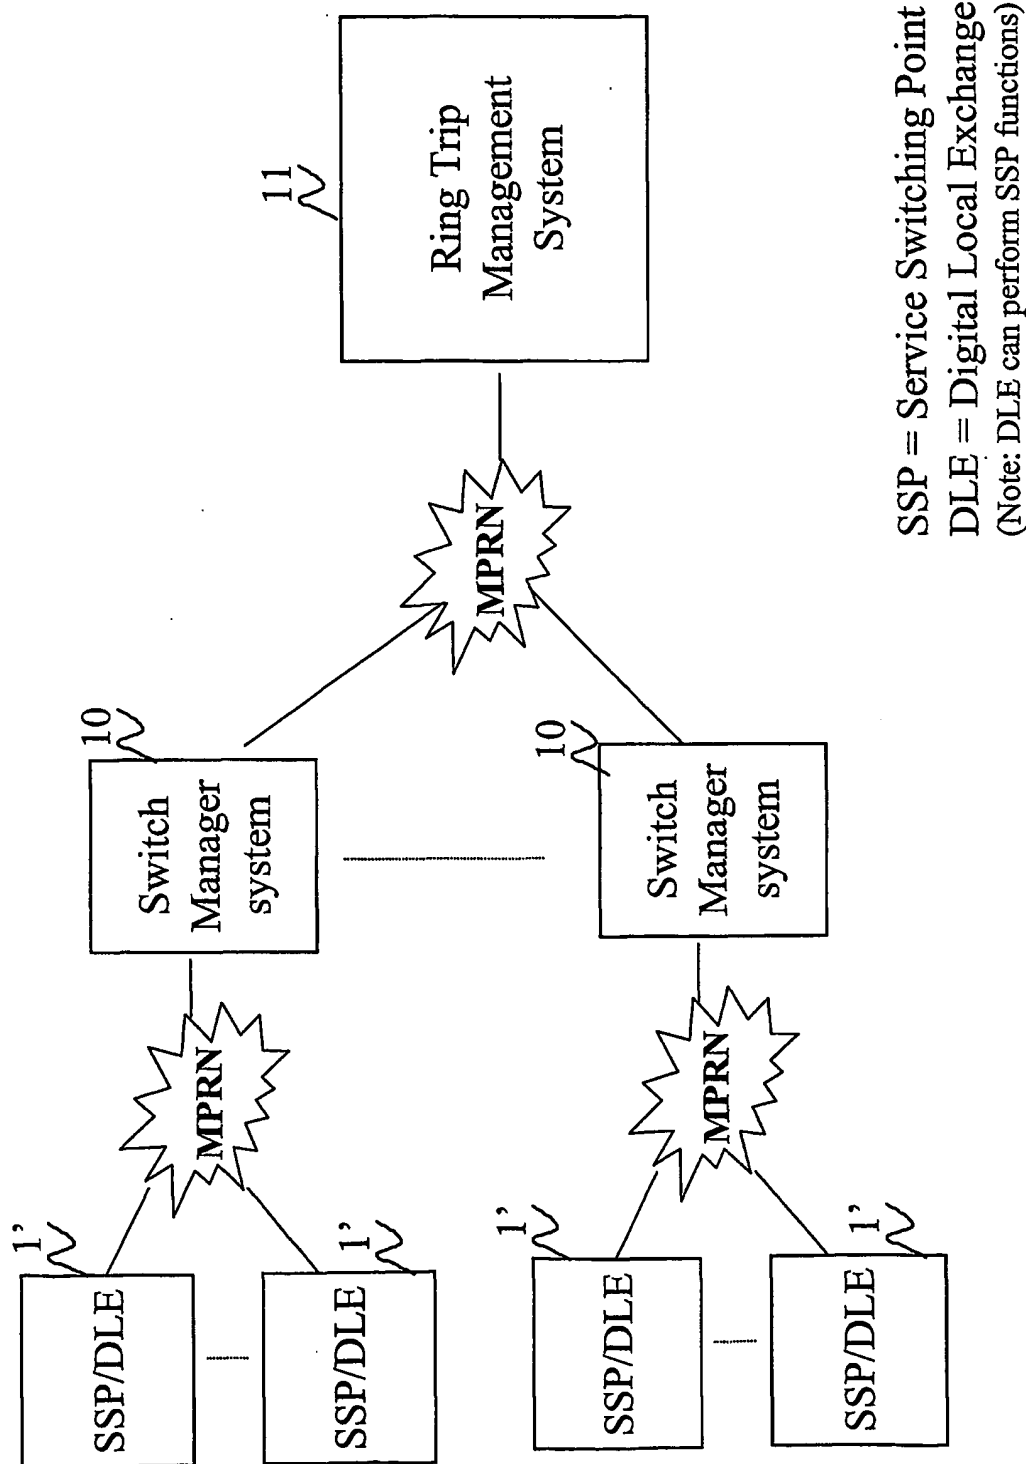 1'
SSP/DLE
1'
SSP/DLE
1'
SSP/DLE
1'
SSP/DLE
MPRN
MPRN
10
Switch
Manager
system
10
Switch
Manager
system
MPRN
11
Ring Trip
Management
System
SSP = Service Switching Point
DLE = Digital Local Exchange
(Note: DLE can perform SSP functions)